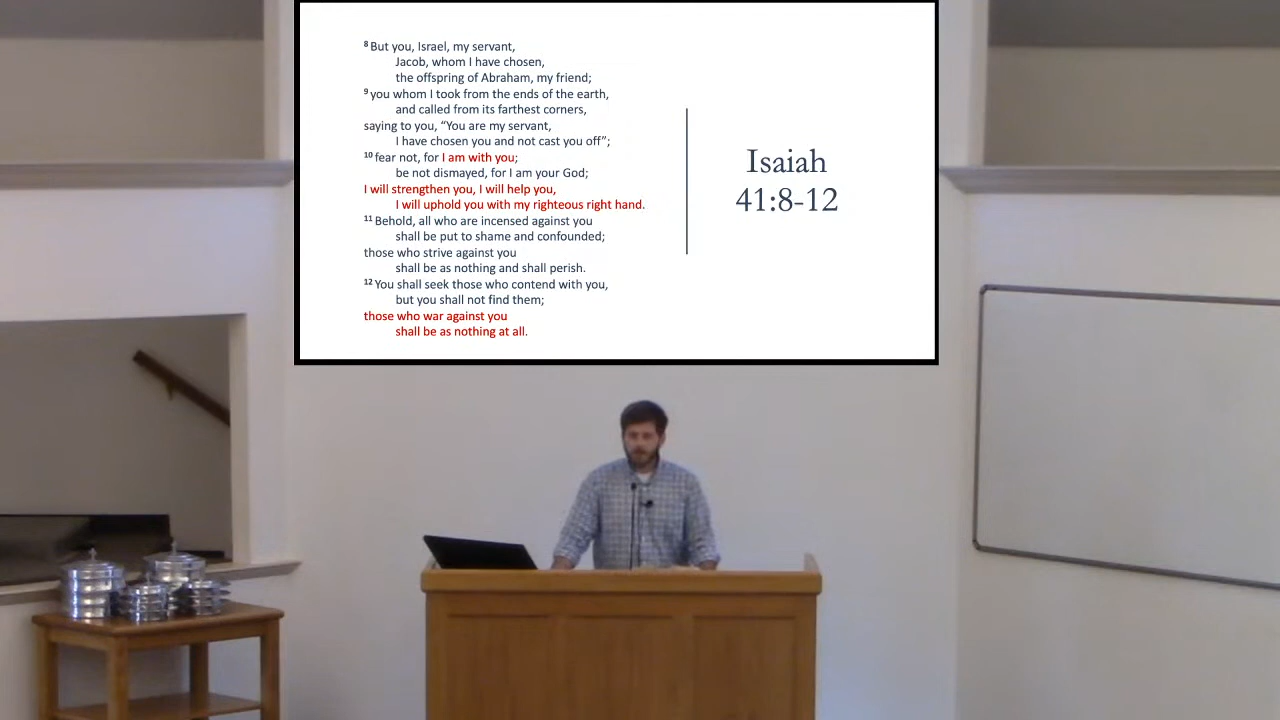 8 But you, Israel, my servant,
Jacob, whom I have chosen,
the offspring of Abraham, my friend;
9 you whom I took from the ends of the earth,
and called from its farthest corners,
saying to you, “You are my servant,
I have chosen you and not cast you off”;
10 fear not, for I am with you;
be not dismayed, for I am your God;
I will strengthen you, I will help you,
I will uphold you with my righteous right hand.
11 Behold, all who are incensed against you
shall be put to shame and confounded;
those who strive against you
shall be as nothing and shall perish.
12 You shall seek those who contend with you,
but you shall not find them;
those who war against you
shall be as nothing at all.
Isaiah
41:8-12